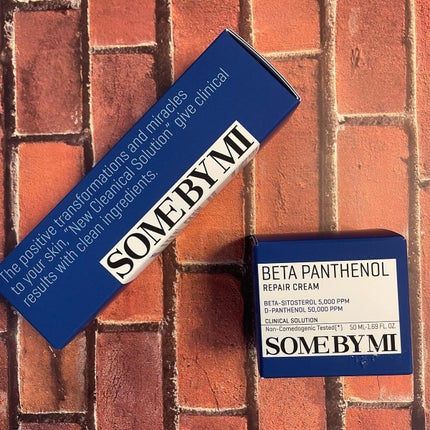 The positive transformations and miracles
to your skin, "New Cleanical Solution" give clinical
results with clean ingredients.
SOME BY MI
BETA PANTHENOL
REPAIR CREAM
BETA-SITOSTEROL 5,000 PPM
D-PANTHENOL 50,000 PPM
CLINICAL SOLUTION
Non-Comedogenic Tested(*) 50 ML-1.69 FL. OZ.
SOME BY MI